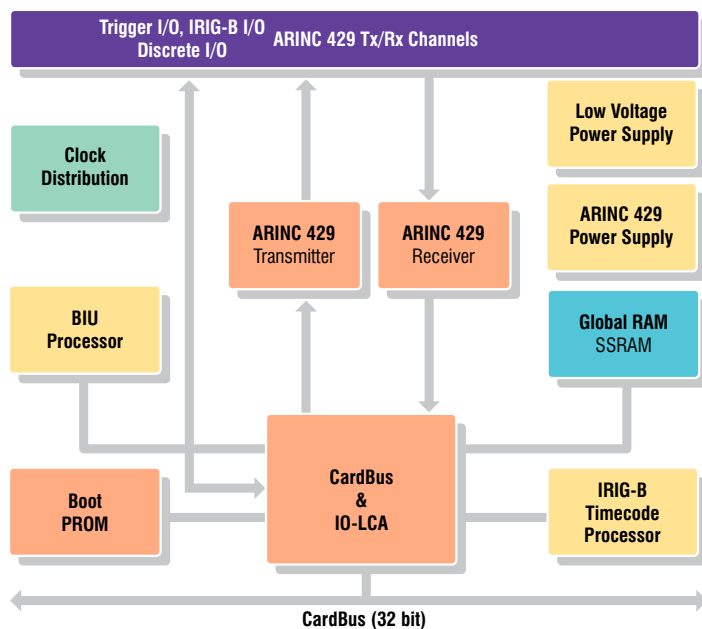 Trigger I/O, IRIG-B I/O
Discrete I/O
ARINC 429 Tx/Rx Channels
Low Voltage
Power Supply
Clock
Distribution
ARINC 429
Transmitter
ARINC 429
Receiver
ARINC 429
Power Supply
BIU
Processor
Global RAM
SSRAM
CardBus
&
IO-LCA
Boot
PROM
IRIG-B
Timecode
Processor
CardBus (32 bit)